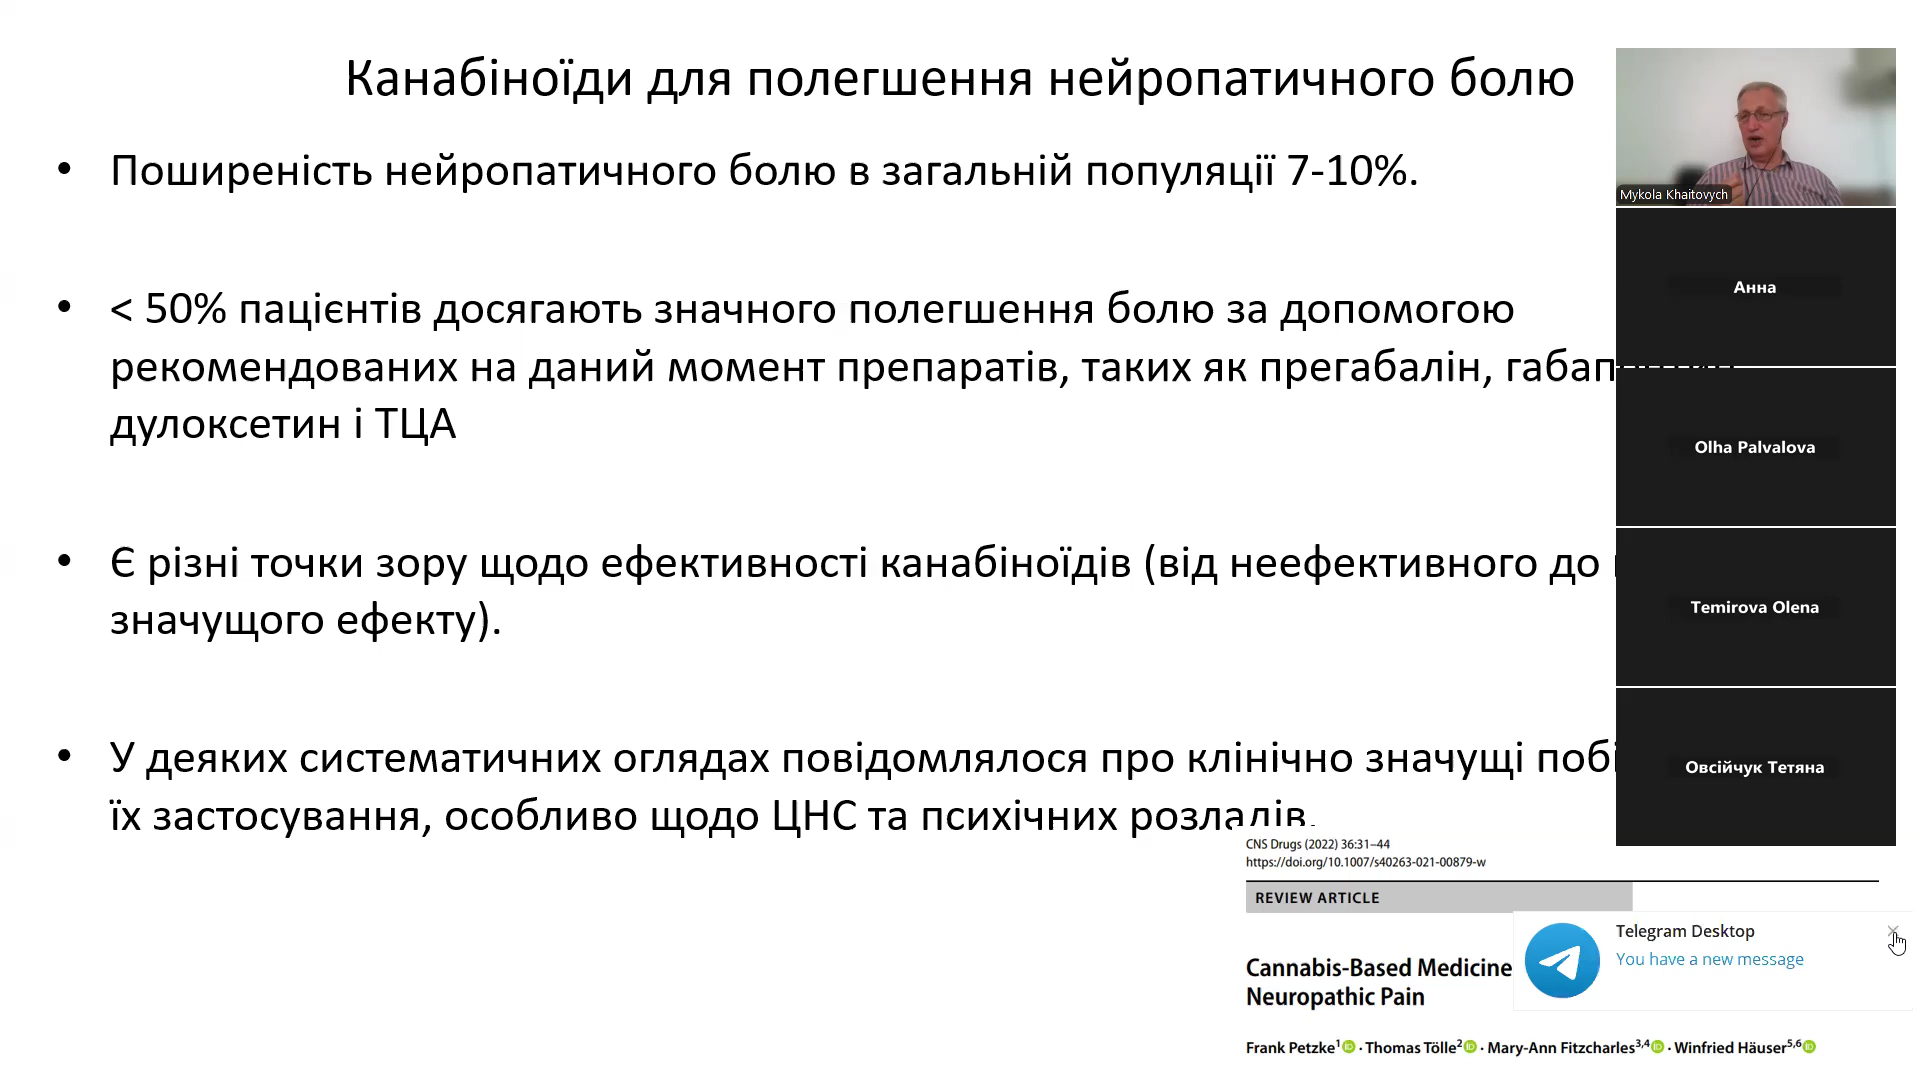 Канабіноїди для полегшення нейропатичного болю
• Поширеність нейропатичного болю в загальній популяції 7-10%.
• < 50% пацієнтів досягають значного полегшення болю за допомогою
рекомендованих на даний момент препаратів, таких як прегабалін,
дулоксетин і ТЦА
• Є різні точки зору щодо ефективності канабіноїдів (від неефективного до
значущого ефекту).
• У деяких систематичних оглядах повідомлялося про клінічно значущі
їх застосування, особливо щодо ЦНС та психічних розладів.
CNS Drugs (2022) 36:31–44
https://doi.org/10.1007/s40263-021-00879-w
REVIEW ARTICLE
Cannabis-Based Medicine
Neuropathic Pain
Frank Petzke1 · Thomas Tölle2 · Mary-Ann Fitzcharles3,4 · Winfried Häuser5,6
Mykola Khaitovych
Анна
Olha Palvalova
Temirova Olena
Овсійчук Тетяна
Telegram Desktop
You have a new message